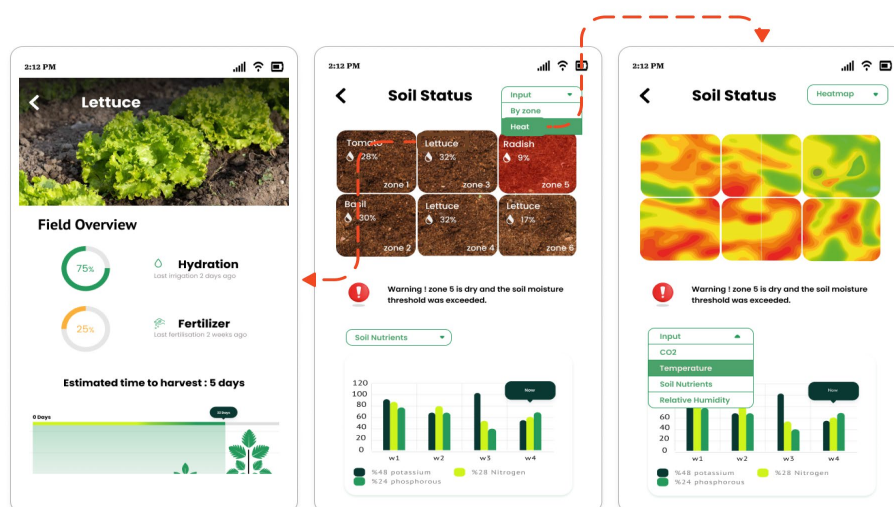 2:12 PM
Lettuce
Field Overview
75%
Hydration
Last irrigation 2 days ago
25%
Fertilizer
Last fertilisation 2 weeks ago
Estimated time to harvest : 5 days
0 Days
2:12 PM
Soil Status
Input
By zone
Heat
Tomato
28%
zone 1
Lettuce
32%
zone 3
Radish
9%
zone 5
Basil
30%
zone 2
Lettuce
32%
zone 4
Lettuce
17%
zone 6
Warning ! zone 5 is dry and the soil moisture
threshold was exceeded.
Soil Nutrients
120
100
80
60
40
20
0
Now
w1
w2
w3
w4
%48 potassium
%28 Nitrogen
%24 phosphorous
2:12 PM
Soil Status
Heatmap
Warning ! zone 5 is dry and the soil moisture
threshold was exceeded.
Input
CO2
Temperature
Soil Nutrients
Relative Humidity
60
40
20
0
Now
w1
w2
w3
w4
%48 potassium
%28 Nitrogen
%24 phosphorous